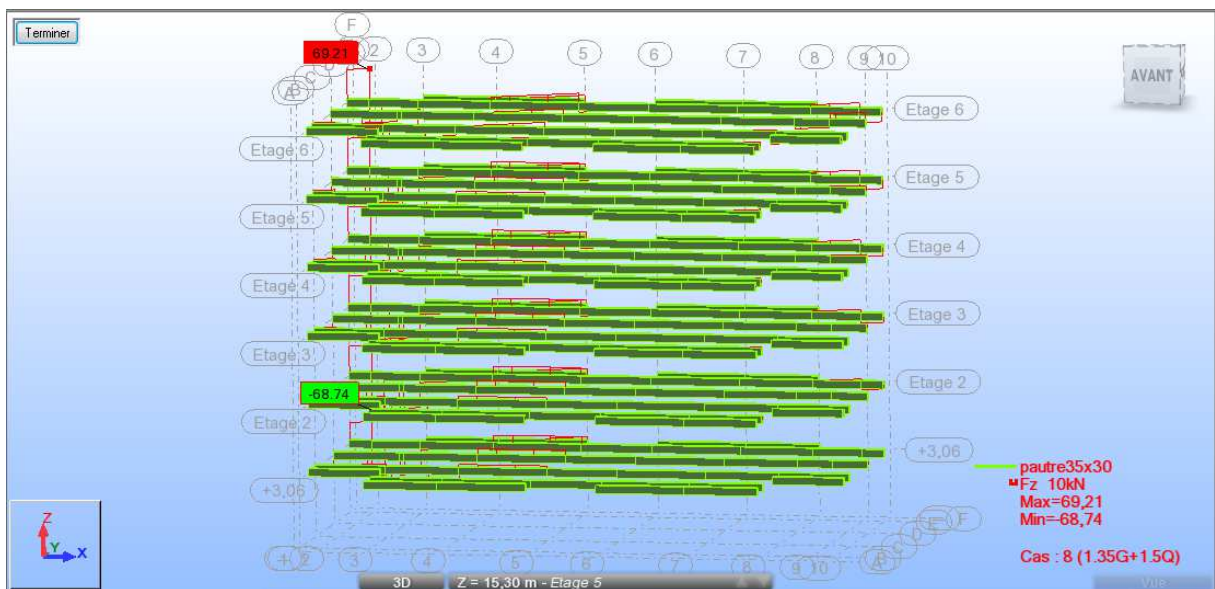 Terminer
F
69,21
2 3 4 5 6 7 8 9 10
D
C
B
A
AVANT
Etage 6
Etage 6
Etage 5
Etage 5
Etage 4
Etage 4
Etage 3
Etage 3
Etage 2
-68,74
Etage 2
+3,06
+3,06
pautre35x30
Fz 10kN
Max=69,21
Min=-68,74
Cas : 8 (1.35G+1.5Q)
Z
Y
X
2 3 4 5 6 7 8 9 10
A B C D E F
3D
Z = 15,30 m - Etage 5
Vue